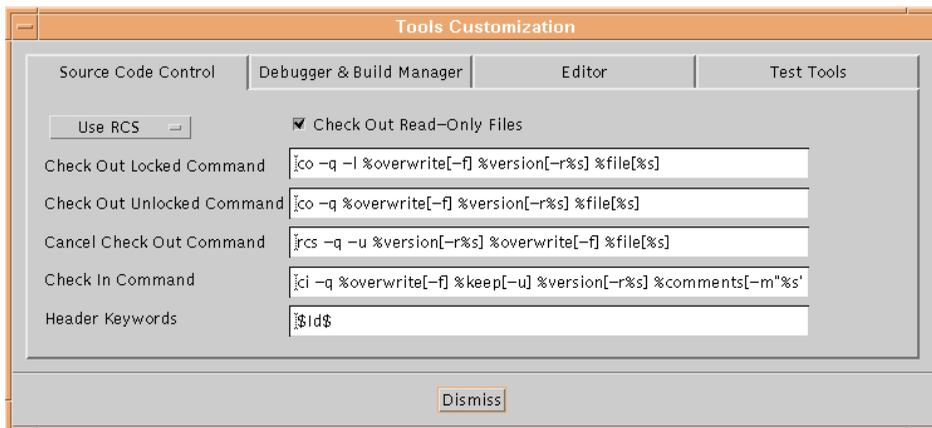 Tools Customization
Source Code Control
Debugger & Build Manager
Editor
Test Tools
Use RCS
Check Out Read-Only Files
Check Out Locked Command
co -q -l %overwrite[-f] %version[-r%s] %file[%s]
Check Out Unlocked Command
co -q %overwrite[-f] %version[-r%s] %file[%s]
Cancel Check Out Command
rcs -q -u %version[-r%s] %overwrite[-f] %file[%s]
Check In Command
ci -q %overwrite[-f] %keep[-u] %version[-r%s] %comments[-m"%s"
Header Keywords
$Id$
Dismiss